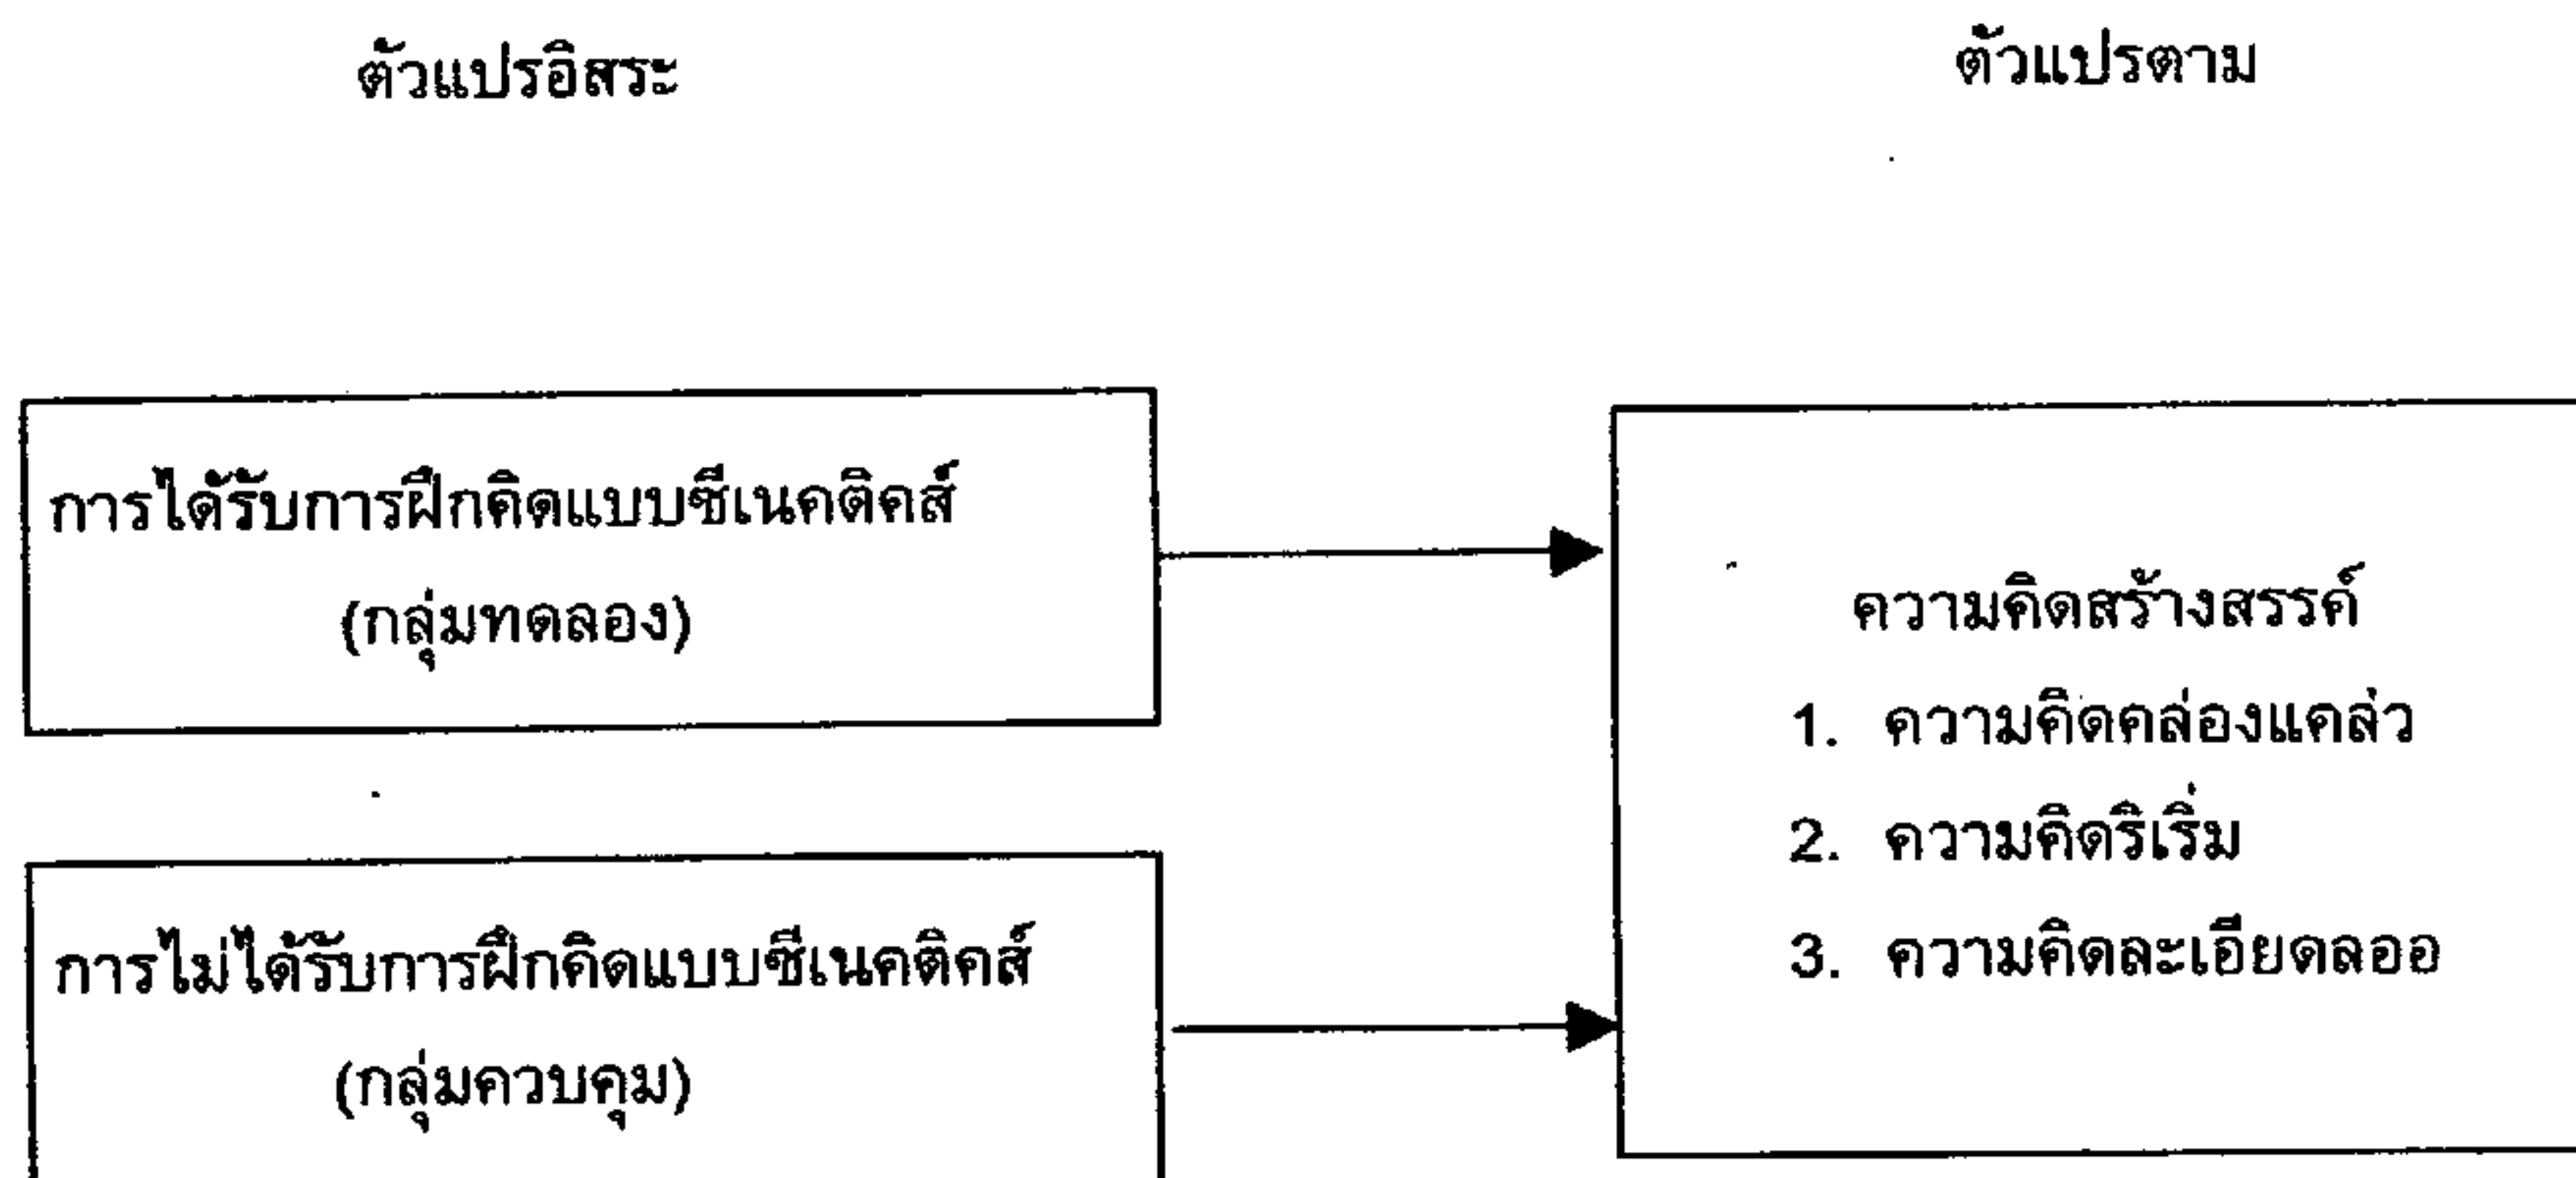 ตัวแปรอิสระ
ตัวแปรตาม
การได้รับการฝึกคิดแบบซีเนคติคส์
(กลุ่มทดลอง)
การไม่ได้รับการฝึกคิดแบบซีเนคติคส์
(กลุ่มควบคุม)
ความคิดสร้างสรรค์
1. ความคิดคล่องแคล่ว
2. ความคิดริเริ่ม
3. ความคิดละเอียดลออ